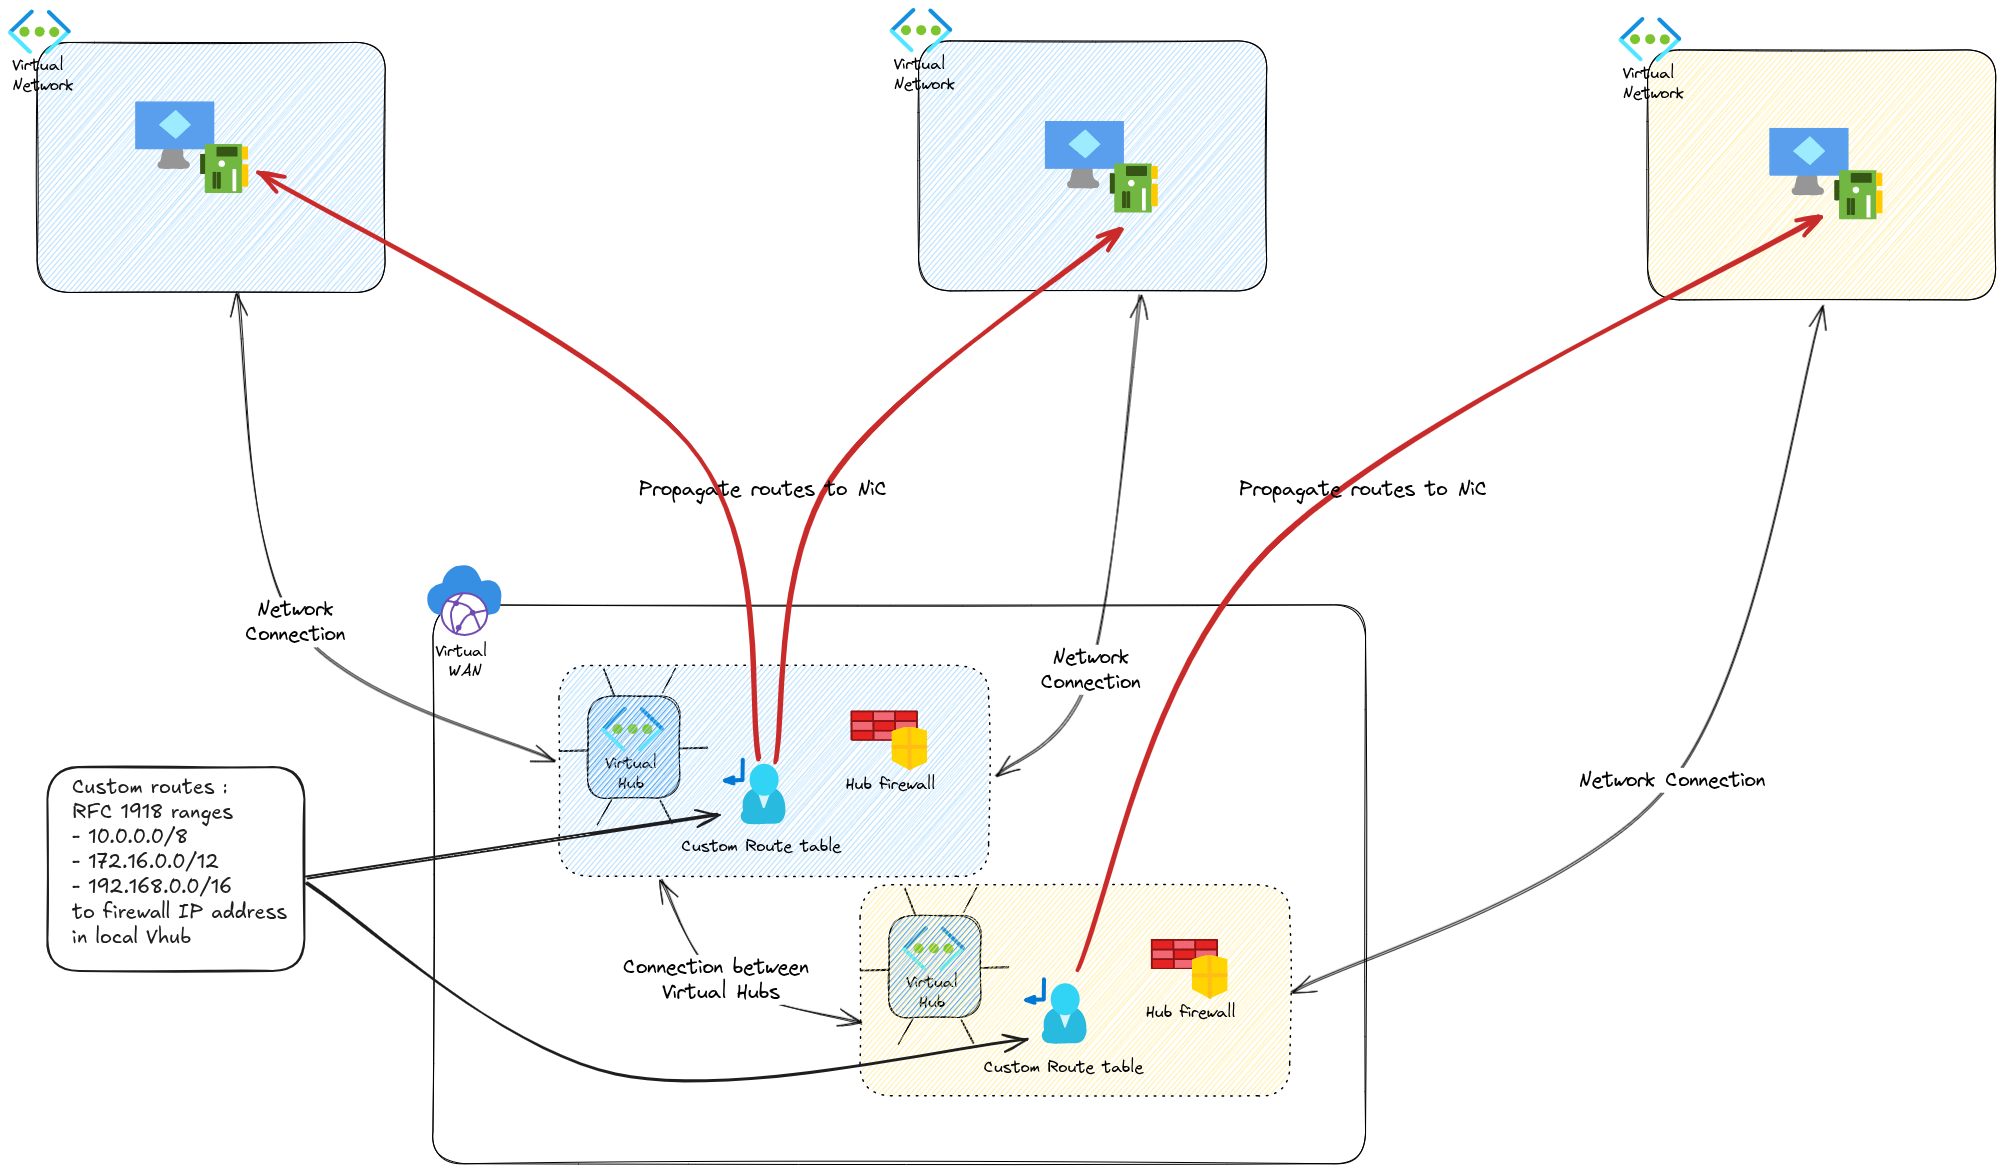 Virtual
Network
Virtual
Network
Virtual
Network
Propagate routes to NiC
Propagate routes to NiC
Network
Connection
Virtual
WAN
Network
Connection
Virtual
Hub
Hub firewall
Custom Route table
Network Connection
Custom routes :
RFC 1918 ranges
- 10.0.0.0/8
- 172.16.0.0/12
- 192.168.0.0/16
to firewall IP address
in local Vhub
Connection between
Virtual Hubs
Virtual
Hub
Hub firewall
Custom Route table